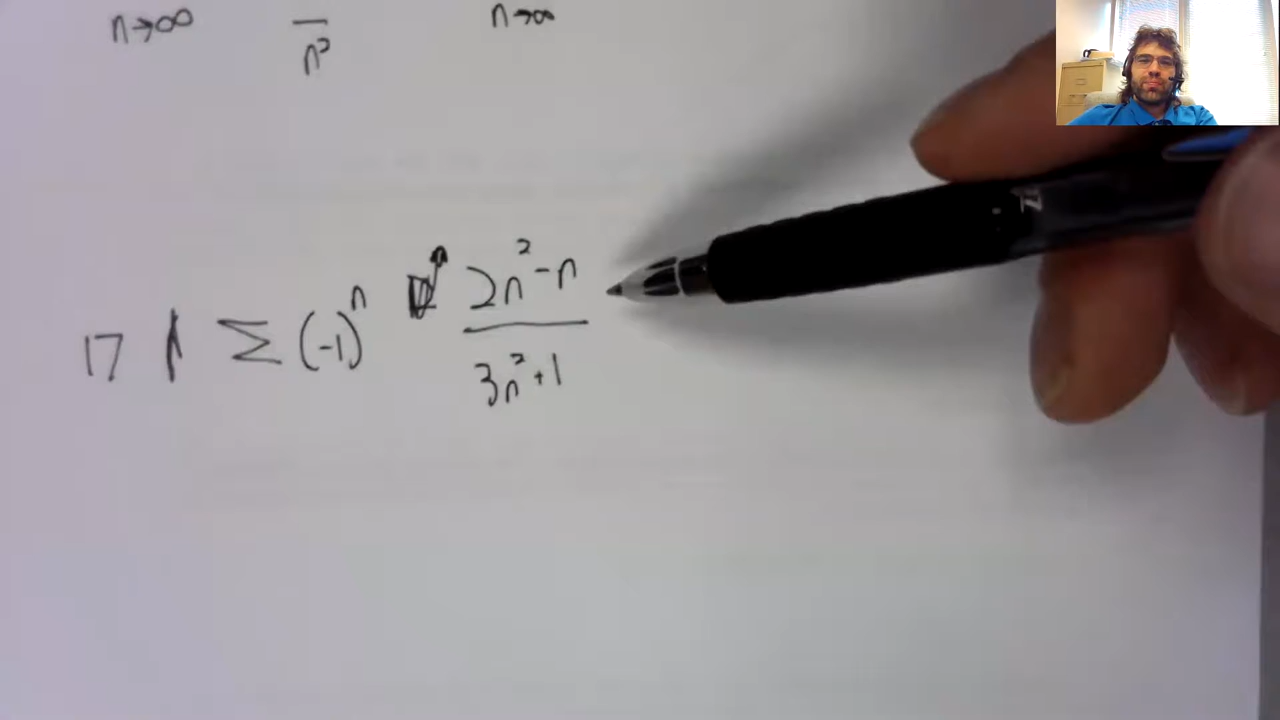 n→∞ — n² n→∞
17 Σ (-1)ⁿ (2n²-n)/(3n²+1)